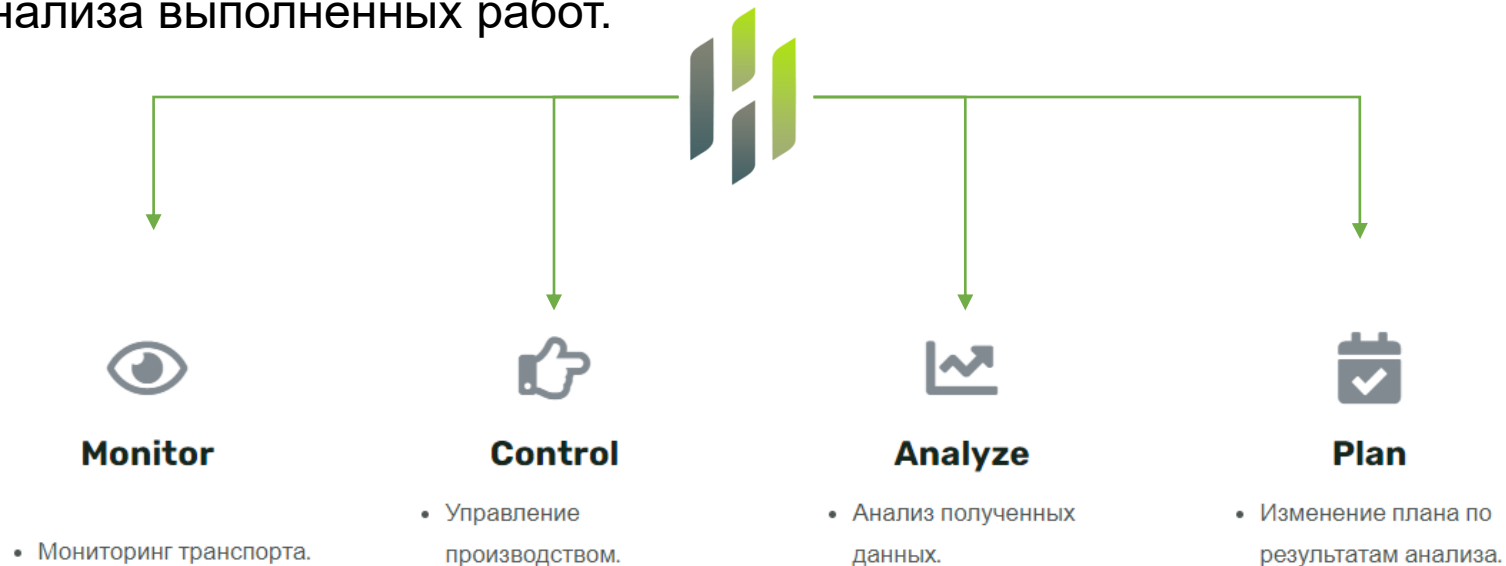 нализа выполненных работ.
Monitor
Control
Analyze
Plan
• Мониторинг транспорта.
• Управление
производством.
• Анализ полученных
данных.
• Изменение плана по
результатам анализа.